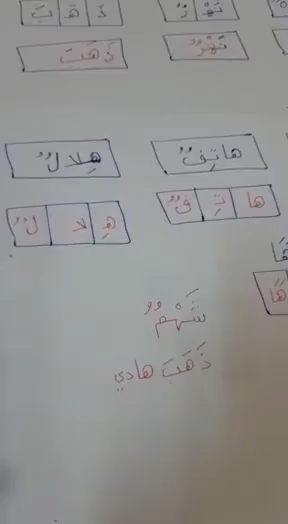 نَهْرٌ
ذَ هَـ بَ
نَهْرٌ
ذَهَبَ
هاتِفٌ
هِلالٌ
ها تِـ فٌ
هِـ لا لٌ
هًا
شَهْمٌ
ذَهَبَ هادي